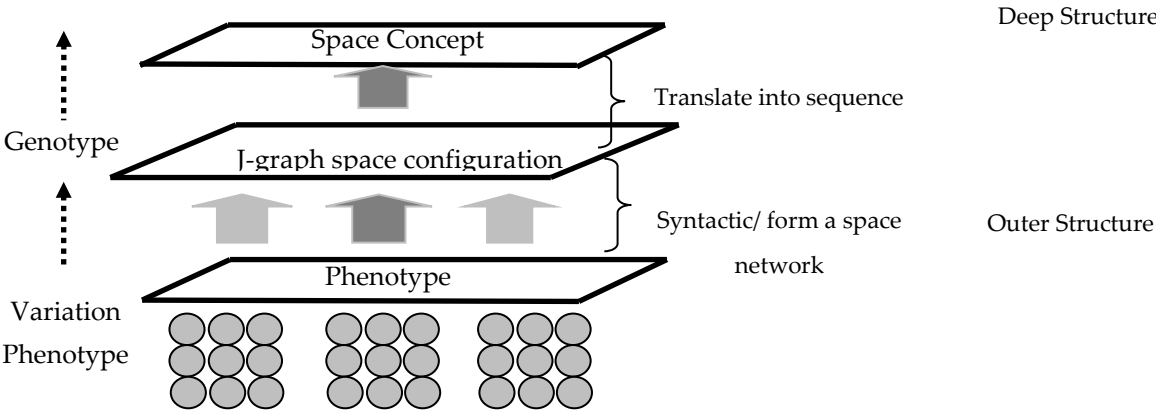 Deep Structure
Space Concept
Translate into sequence
Genotype
J-graph space configuration
Syntactic/ form a space
network
Outer Structure
Phenotype
Variation
Phenotype